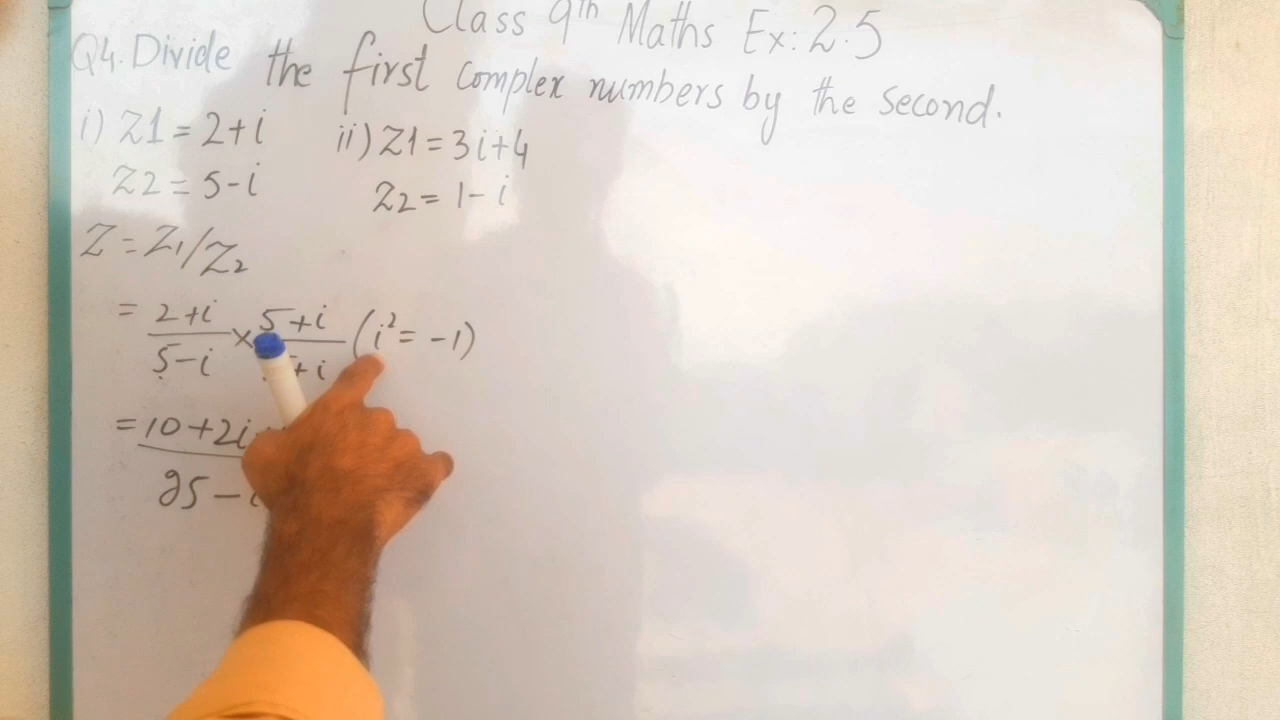 Class 9th Maths Ex: 2.5
Q4. Divide the first complex numbers by the second.
i) Z1 = 2+i ii) Z1 = 3i+4
Z2 = 5-i Z2 = 1-i
Z = Z1/Z2
= 2+i/5-i × 5+i/+i (i² = -1)
= 10+2i
25-